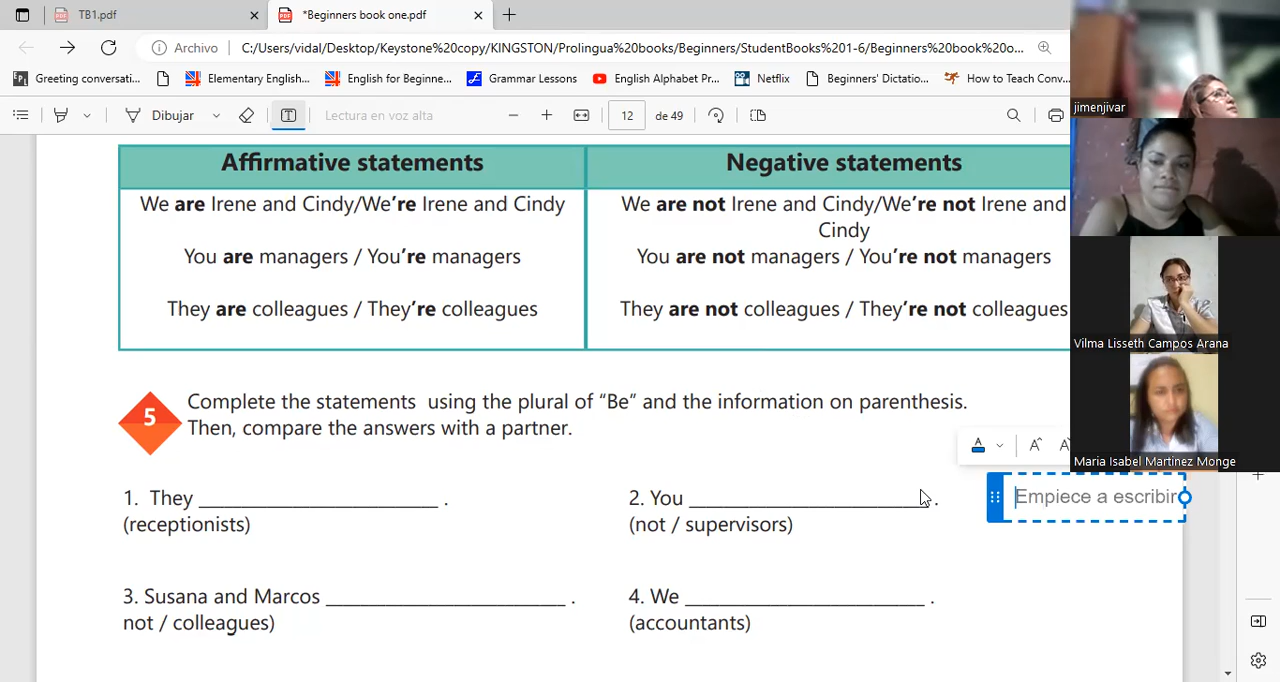 TB1.pdf
*Beginners book one.pdf
Archivo
C:/Users/vidal/Desktop/Keystone%20copy/KINGSTON/Prolingua%20books/Beginners/StudentBooks%201-6/Beginners%20book%20o...
Greeting conversati...
Elementary English...
English for Beginne...
Grammar Lessons
English Alphabet Pr...
Netflix
Beginners' Dictatio...
How to Teach Conv...
Dibujar
Lectura en voz alta
12 de 49
jimenjivar
Affirmative statements
Negative statements
We are Irene and Cindy/We're Irene and Cindy
You are managers / You're managers
They are colleagues / They're colleagues
We are not Irene and Cindy/We're not Irene and
Cindy
You are not managers / You're not managers
They are not colleagues / They're not colleagues
Vilma Lisseth Campos Arana
5
Complete the statements using the plural of “Be” and the information on parenthesis.
Then, compare the answers with a partner.
Maria Isabel Martinez Monge
Empiece a escribir
1. They ________________________ .
(receptionists)
2. You ________________________ .
(not / supervisors)
3. Susana and Marcos ________________________ .
not / colleagues)
4. We ________________________ .
(accountants)